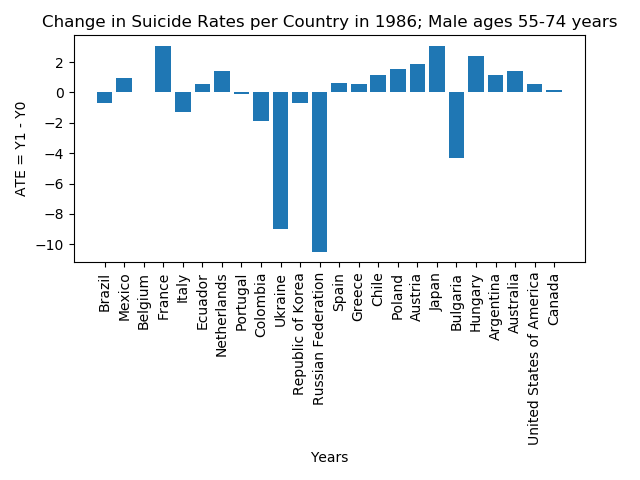 Change in Suicide Rates per Country in 1986; Male ages 55-74 years
ATE = Y1 - Y0
2
0
−2
−4
−6
−8
−10
Brazil
Mexico
Belgium
France
Italy
Ecuador
Netherlands
Portugal
Colombia
Ukraine
Republic of Korea
Russian Federation
Spain
Greece
Chile
Poland
Austria
Japan
Bulgaria
Hungary
Argentina
Australia
United States of America
Canada
Years